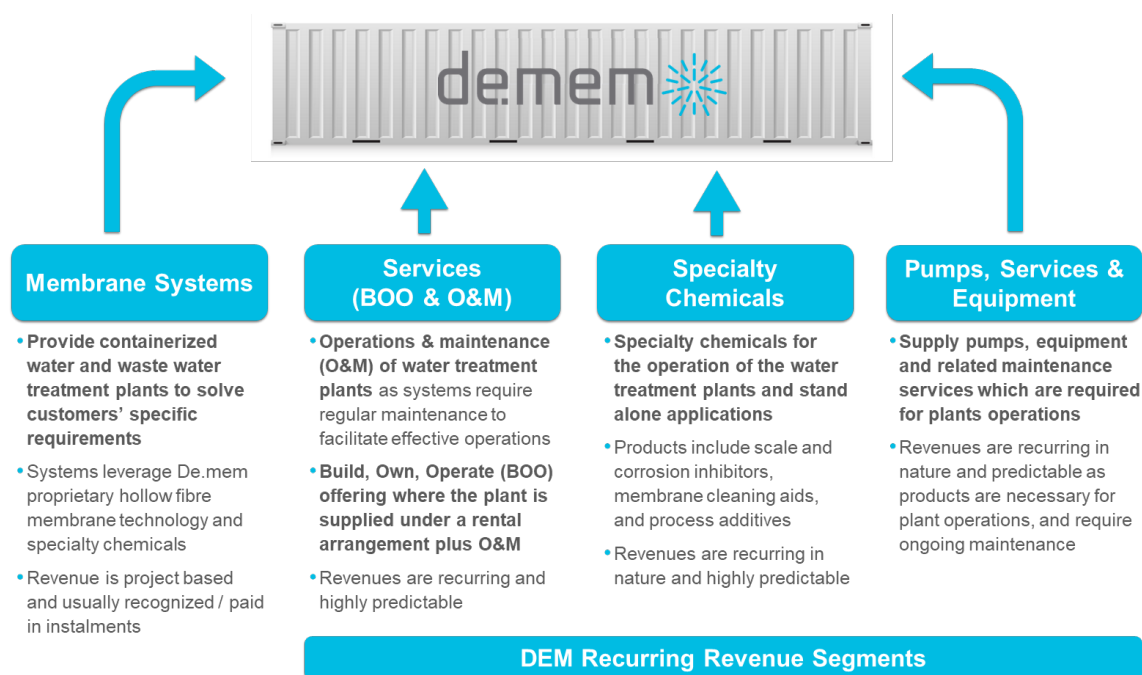 de.mem
Membrane Systems
• Provide containerized
water and waste water
treatment plants to solve
customers’ specific
requirements
• Systems leverage De.mem
proprietary hollow fibre
membrane technology and
specialty chemicals
• Revenue is project based
and usually recognized / paid
in instalments
Services
(BOO & O&M)
• Operations & maintenance
(O&M) of water treatment
plants as systems require
regular maintenance to
facilitate effective operations
• Build, Own, Operate (BOO)
offering where the plant is
supplied under a rental
arrangement plus O&M
• Revenues are recurring and
highly predictable
Specialty
Chemicals
• Specialty chemicals for
the operation of the water
treatment plants and stand
alone applications
• Products include scale and
corrosion inhibitors,
membrane cleaning aids,
and process additives
• Revenues are recurring in
nature and highly predictable
Pumps, Services &
Equipment
• Supply pumps, equipment
and related maintenance
services which are required
for plants operations
• Revenues are recurring in
nature and predictable as
products are necessary for
plant operations, and require
ongoing maintenance
DEM Recurring Revenue Segments